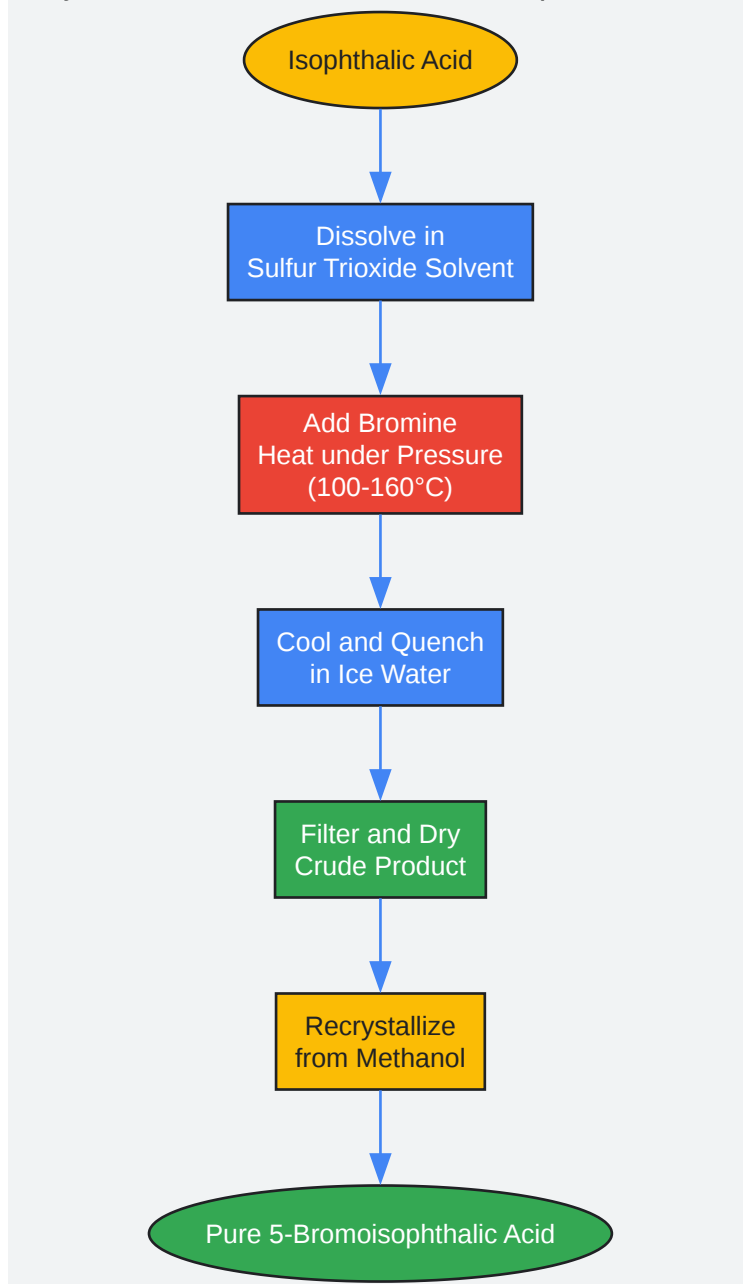 Isophthalic Acid
Dissolve in
Sulfur Trioxide Solvent
Add Bromine
Heat under Pressure
(100-160°C)
Cool and Quench
in Ice Water
Filter and Dry
Crude Product
Recrystallize
from Methanol
Pure 5-Bromoisophthalic Acid